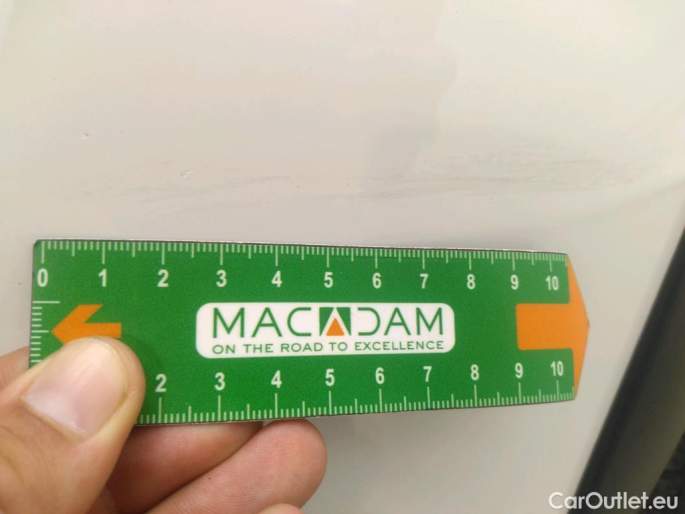 0 1 2 3 4 5 6 7 8 9 10
MACADAM
ON THE ROAD TO EXCELLENCE
2 3 4 5 6 7 8 9 10
CarOutlet.eu